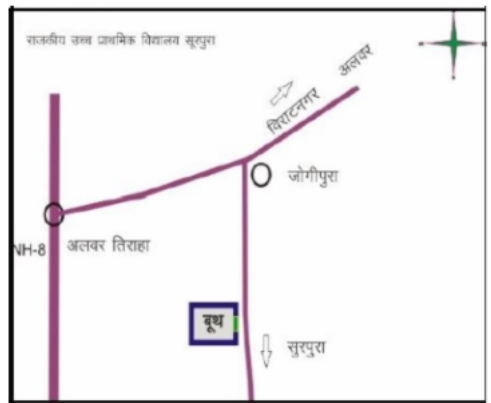 राजकीय उच्च प्राथमिक विद्यालय सूरपुरा
अलवर
विराटनगर
जोगीपुरा
NH-8
अलवर तिराहा
बूथ
सुरपुरा